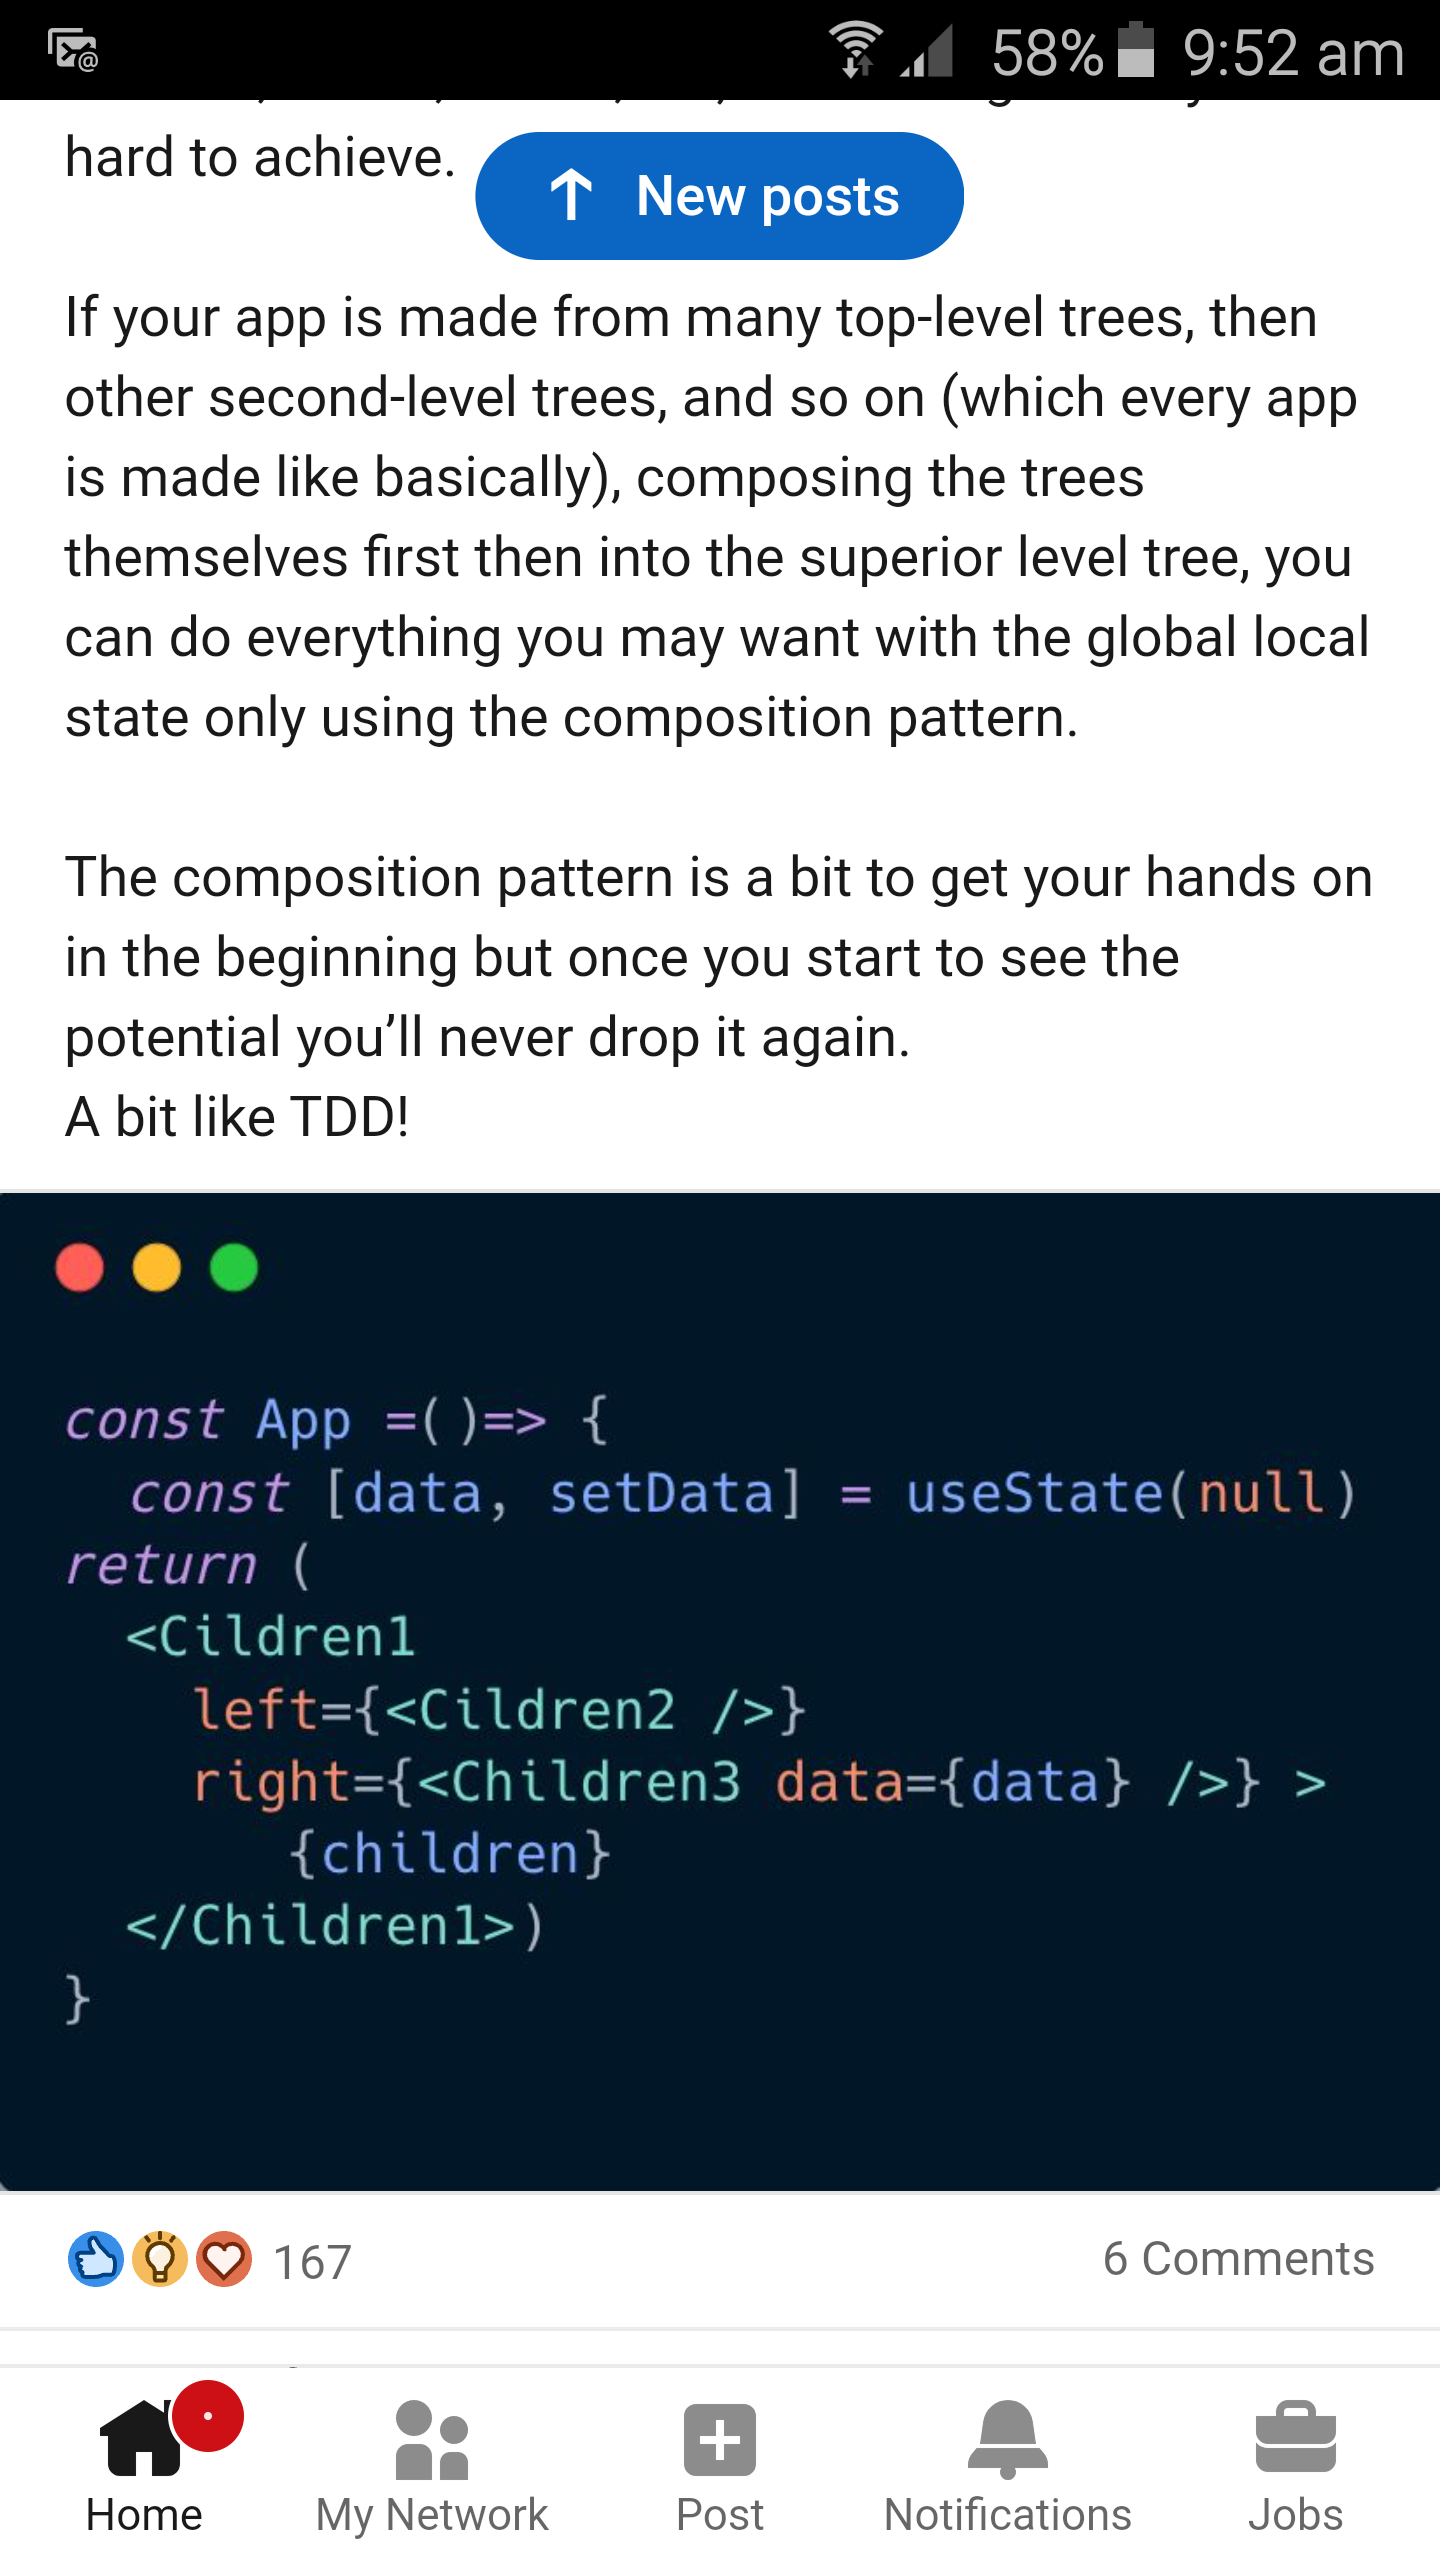 58% 9:52 am
hard to achieve.
↑ New posts
If your app is made from many top-level trees, then
other second-level trees, and so on (which every app
is made like basically), composing the trees
themselves first then into the superior level tree, you
can do everything you may want with the global local
state only using the composition pattern.
The composition pattern is a bit to get your hands on
in the beginning but once you start to see the
potential you’ll never drop it again.
A bit like TDD!
const App =()=> {
const [data, setData] = useState(null)
return (
<Cildren1
left={<Cildren2 />}
right={<Children3 data={data} />} >
{children}
</Children1>)
}
167
6 Comments
Home
My Network
Post
Notifications
Jobs